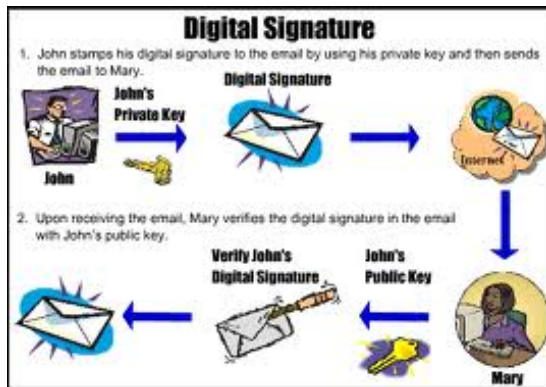 Digital Signature
1. John stamps his digital signature to the email by using his private key and then sends
the email to Mary.
Digital Signature
John's
Private Key
John
Internet
2. Upon receiving the email, Mary verifies the digital signature in the email
with John's public key.
Verify John's
Digital Signature
John's
Public Key
Mary